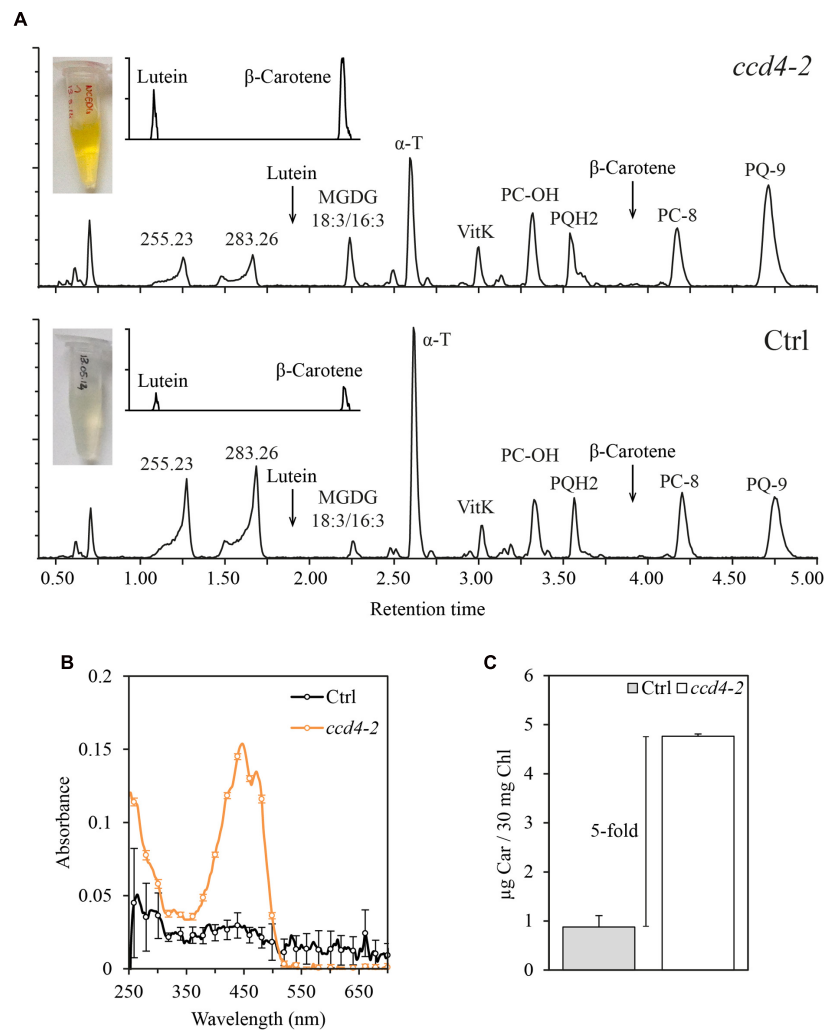 A
ccd4-2
Lutein
β-Carotene
α-T
Lutein
β-Carotene
MGDG
18:3/16:3
PC-OH
PQ-9
255.23
283.26
VitK
PQH2
PC-8
Ctrl
18.05.14
Lutein
β-Carotene
α-T
255.23
283.26
Lutein
β-Carotene
MGDG
18:3/16:3
PC-OH
VitK
PQH2
PC-8
PQ-9
0.50 1.00 1.50 2.00 2.50 3.00 3.50 4.00 4.50 5.00
Retention time
B
0.2
0.15
0.1
0.05
0
Absorbance
Ctrl
ccd4-2
250 350 450 550 650
Wavelength (nm)
C
6
5
4
3
2
1
0
µg Car / 30 mg Chl
Ctrl ccd4-2
5-fold